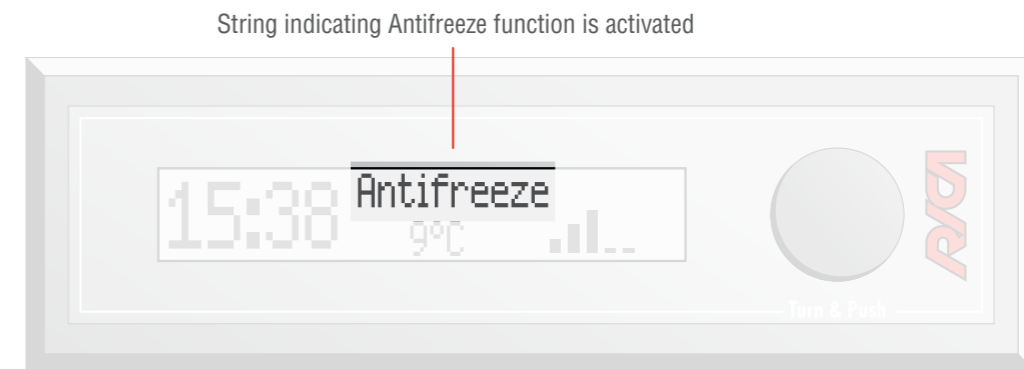 String indicating Antifreeze function is activated
Antifreeze
15:38
9°C
Turn & Push